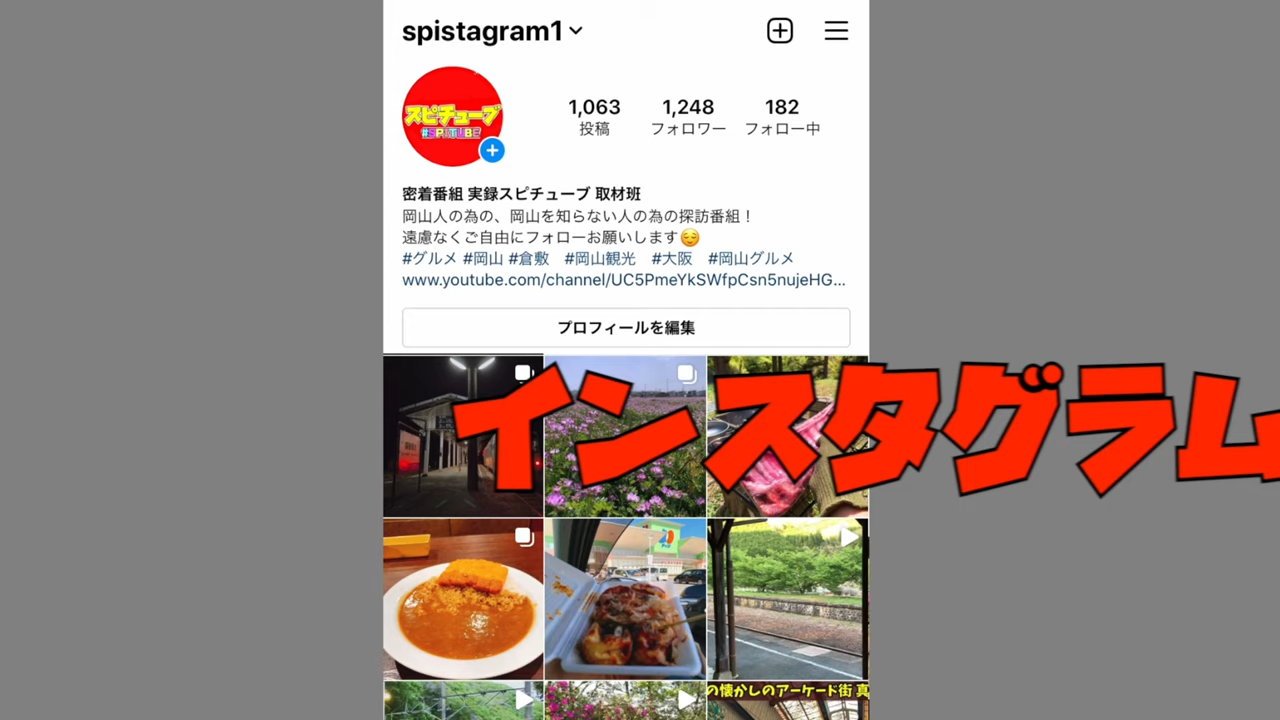 spistagram1
スピチューブ
#SPITUBE
1,063
投稿
1,248
フォロワー
182
フォロー中
密着番組 実録スピチューブ 取材班
岡山人の為の、岡山を知らない人の為の探訪番組！
遠慮なくご自由にフォローお願いします😌
#グルメ #岡山 #倉敷　#岡山観光　#大阪　#岡山グルメ
www.youtube.com/channel/UC5PmeYkSWfpCsn5nujeHG...
プロフィールを編集
インスタグラム
の懐かしのアーケード街 真